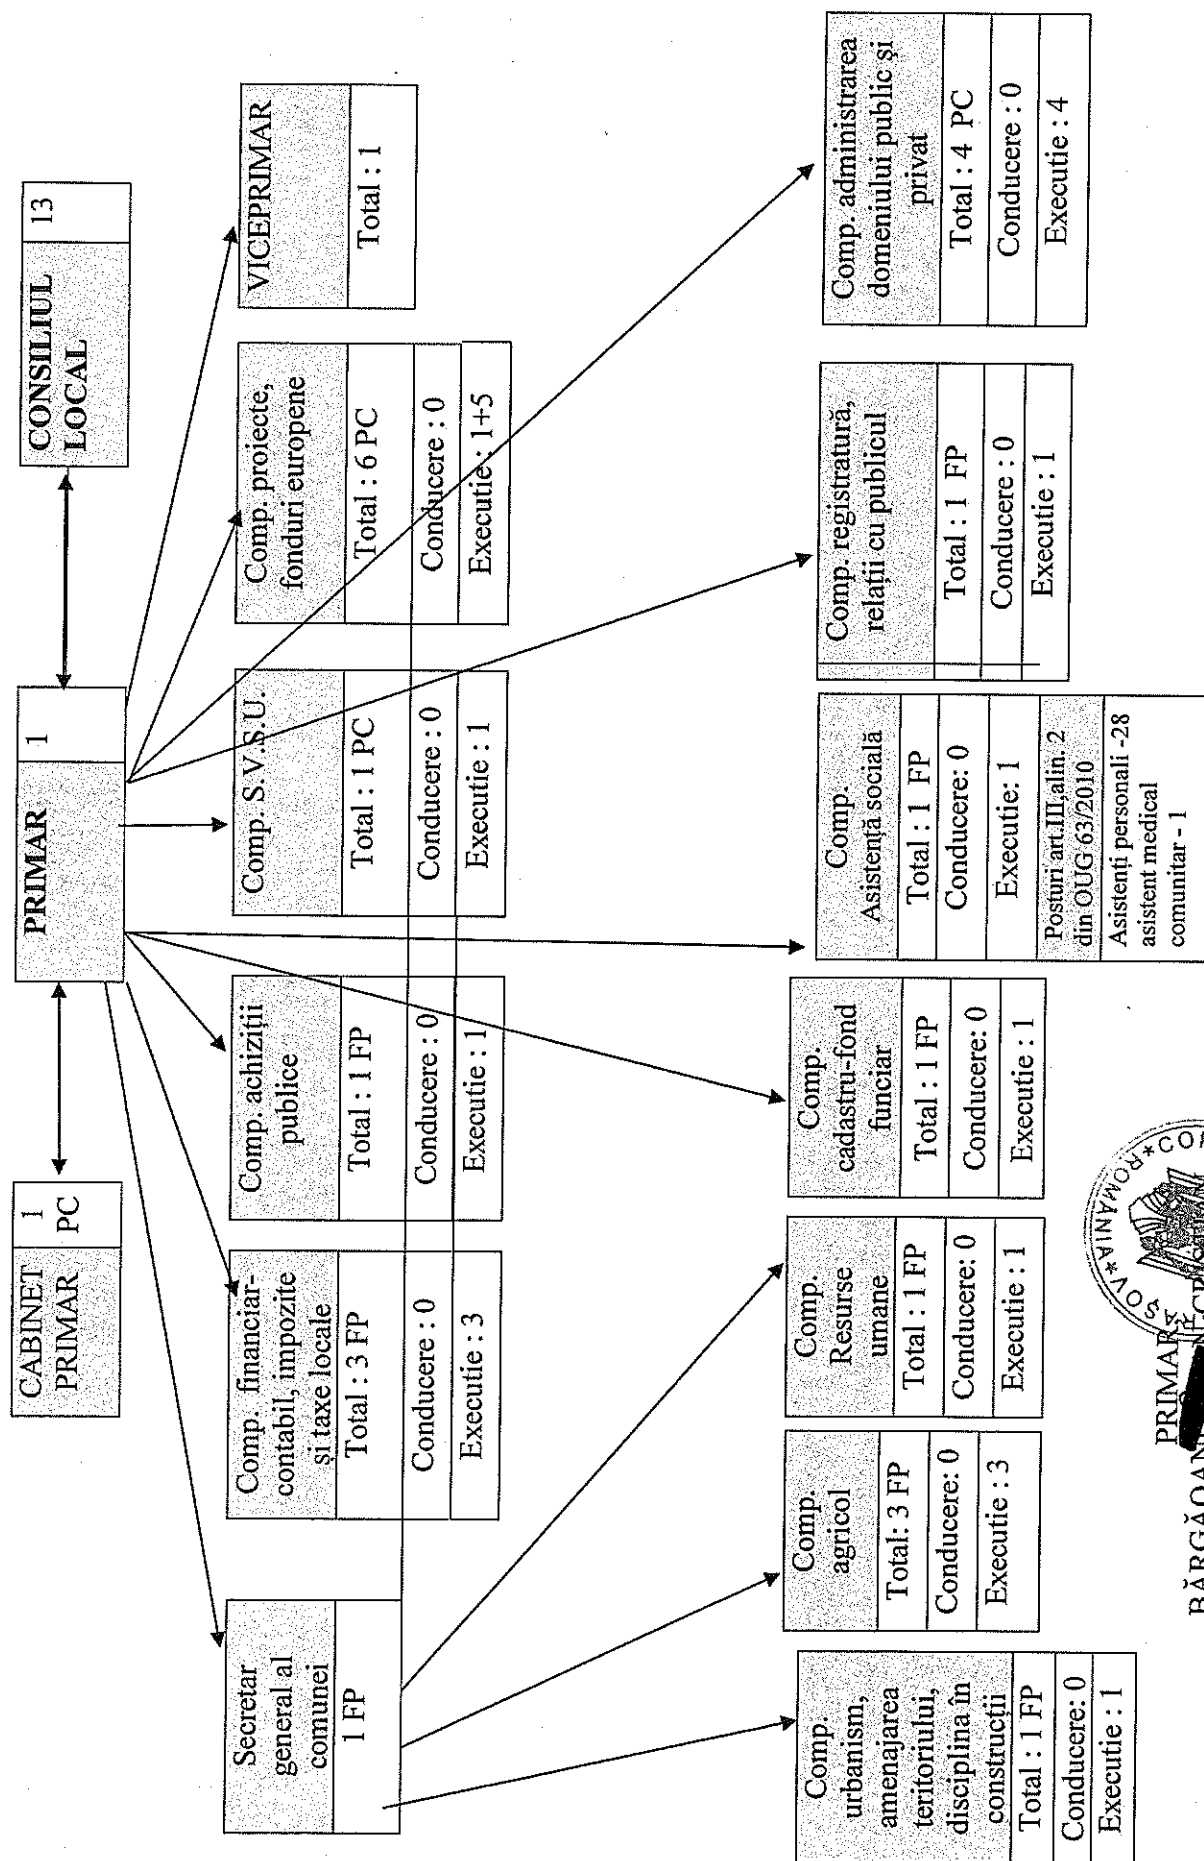 CABINET
PRIMAR
1
PC
PRIMAR
1
CONSILIUL
LOCAL
13
Secretar
general al
comunei
1 FP
Comp. financiar-
contabil, impozite
și taxe locale
Total : 3 FP
Conducere : 0
Executie : 3
Comp. achiziții
publice
Total : 1 FP
Conducere : 0
Executie : 1
Comp. S.V.S.U.
Total : 1 PC
Conducere : 0
Executie : 1
Comp. proiecte,
fonduri europene
Total : 6 PC
Conducere : 0
Executie : 1+5
VICEPRIMAR
Total : 1
Comp.
urbanism,
amenajarea
teritoriului,
disciplina în
construcții
Total : 1 FP
Conducere: 0
Executie : 1
Comp.
agricol
Total: 3 FP
Conducere: 0
Executie : 3
Comp.
Resurse
umane
Total : 1 FP
Conducere: 0
Executie : 1
Comp.
cadastru-fond
funciar
Total : 1 FP
Conducere: 0
Executie : 1
Comp.
Asistență socială
Total : 1 FP
Conducere: 0
Executie: 1
Posturi art.III,alin. 2
din OUG 63/2010
Asistenți personali -28
asistent medical
comunitar - 1
Comp. registratură,
relații cu publicul
Total : 1 FP
Conducere : 0
Executie : 1
Comp. administrarea
domeniului public și
privat
Total : 4 PC
Conducere : 0
Executie : 4
PRIMAR
ROMÂNIA